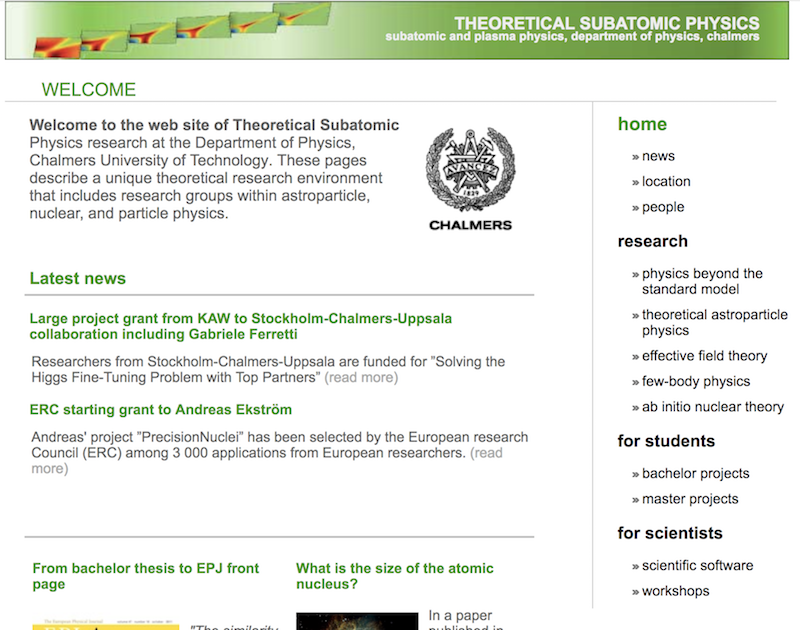 THEORETICAL SUBATOMIC PHYSICS
subatomic and plasma physics, department of physics, chalmers
WELCOME
Welcome to the web site of Theoretical Subatomic
Physics research at the Department of Physics,
Chalmers University of Technology. These pages
describe a unique theoretical research environment
that includes research groups within astroparticle,
nuclear, and particle physics.
AVANCEZ
1829
CHALMERS
Latest news
Large project grant from KAW to Stockholm-Chalmers-Uppsala
collaboration including Gabriele Ferretti
Researchers from Stockholm-Chalmers-Uppsala are funded for ”Solving the
Higgs Fine-Tuning Problem with Top Partners” (read more)
ERC starting grant to Andreas Ekström
Andreas' project ”PrecisionNuclei” has been selected by the European research
Council (ERC) among 3 000 applications from European researchers. (read
more)
From bachelor thesis to EPJ front
page
"The similarity
What is the size of the atomic
nucleus?
In a paper
published in
home
» news
» location
» people
research
» physics beyond the
standard model
» theoretical astroparticle
physics
» effective field theory
» few-body physics
» ab initio nuclear theory
for students
» bachelor projects
» master projects
for scientists
» scientific software
» workshops